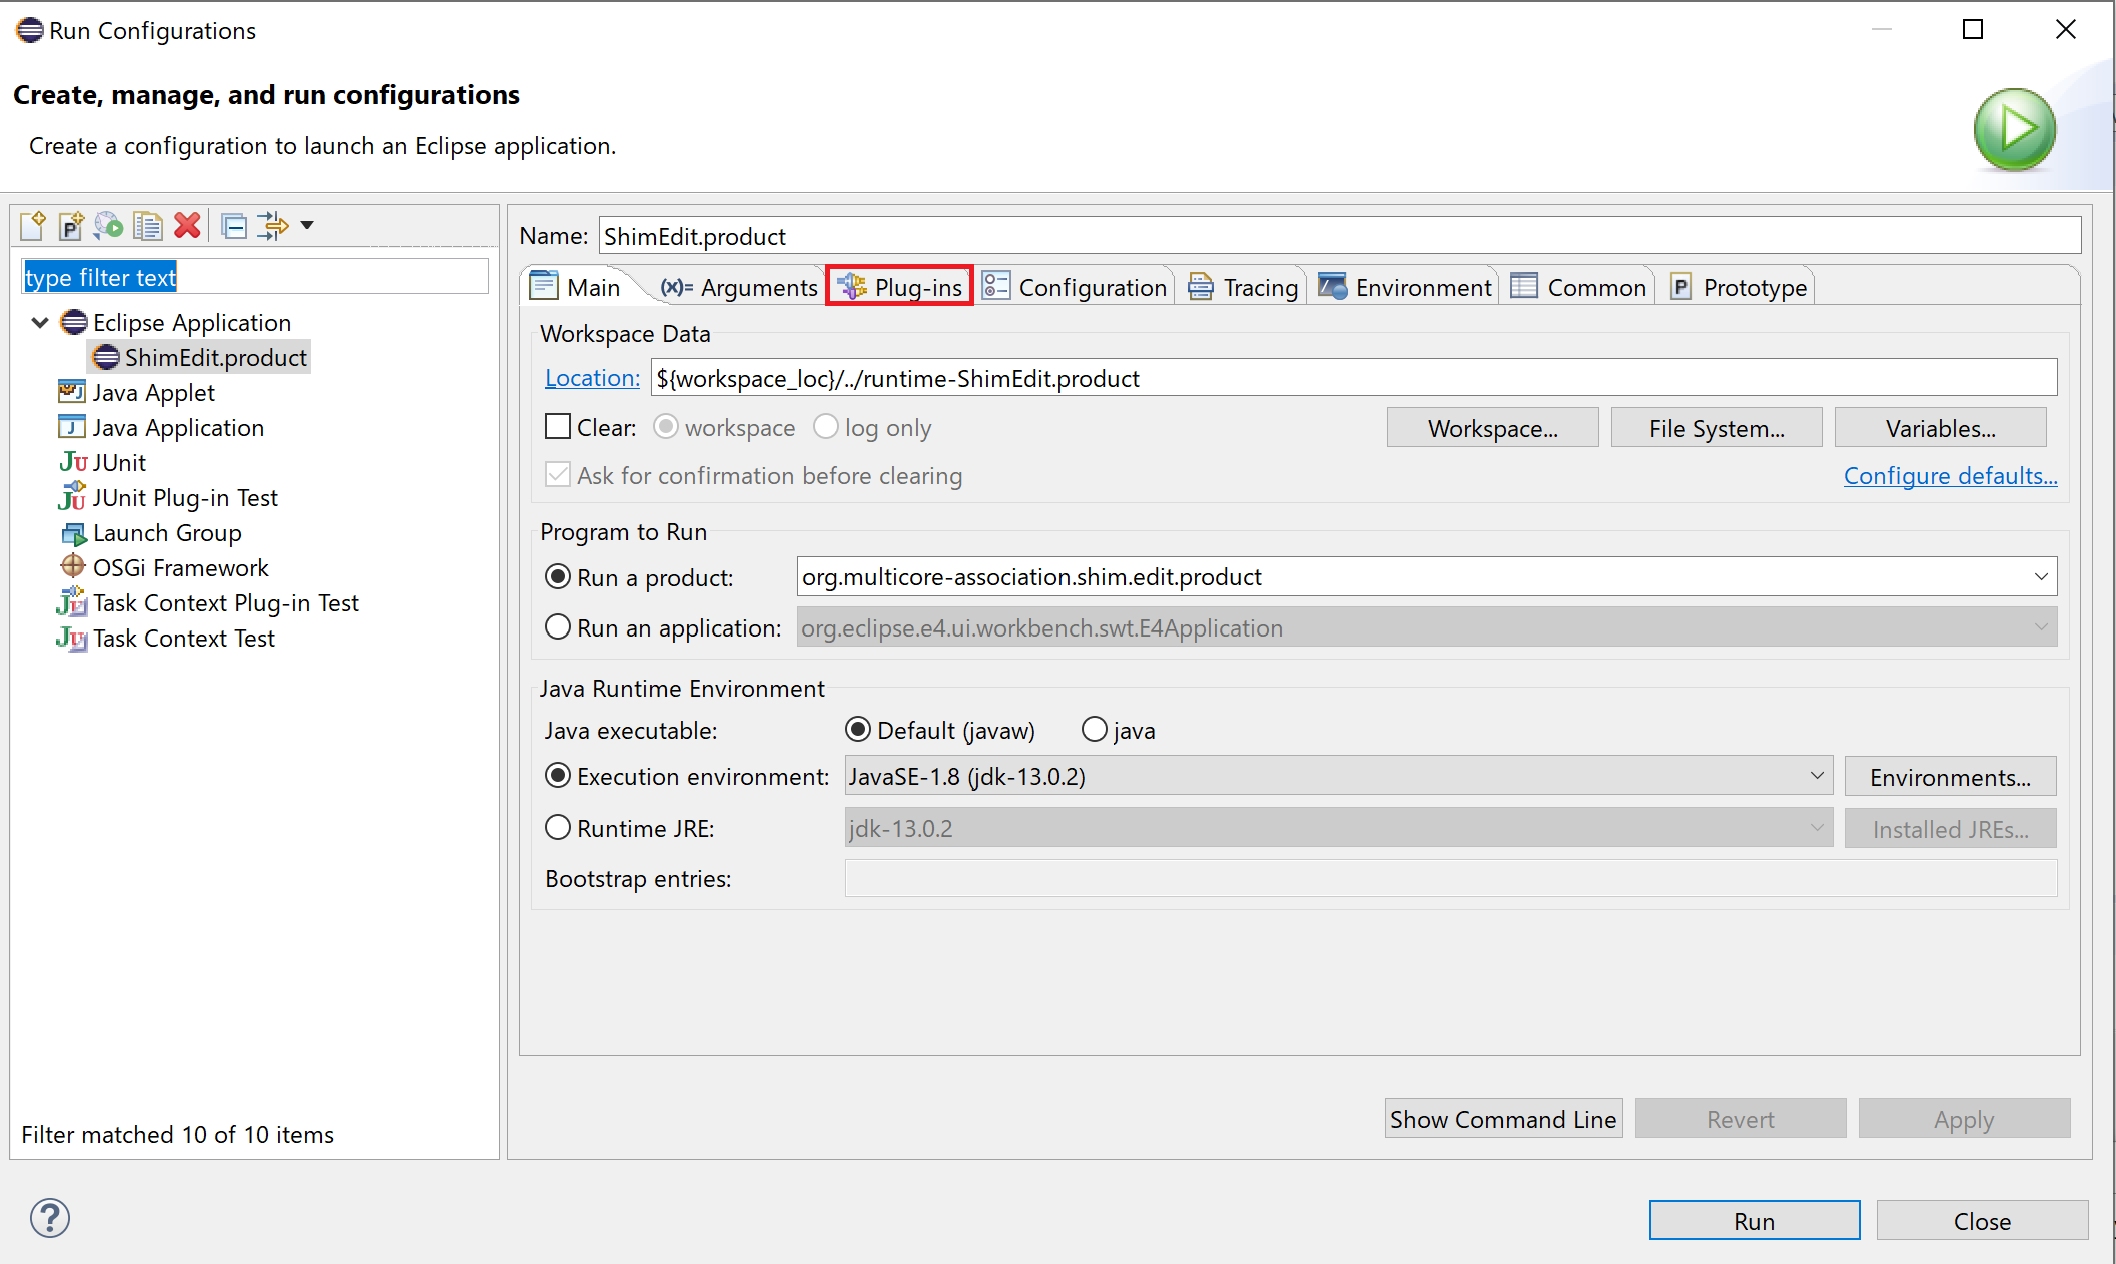 Run Configurations
Create, manage, and run configurations
Create a configuration to launch an Eclipse application.
type filter text
Eclipse Application
ShimEdit.product
Java Applet
Java Application
JUnit
JUnit Plug-in Test
Launch Group
OSGi Framework
Task Context Plug-in Test
Task Context Test
Filter matched 10 of 10 items
Name: ShimEdit.product
Main (x)= Arguments Plug-ins Configuration Tracing Environment Common Prototype
Workspace Data
Location: ${workspace_loc}/../runtime-ShimEdit.product
Clear: workspace log only Workspace... File System... Variables...
Ask for confirmation before clearing Configure defaults...
Program to Run
Run a product: org.multicore-association.shim.edit.product
Run an application: org.eclipse.e4.ui.workbench.swt.E4Application
Java Runtime Environment
Java executable: Default (javaw) java
Execution environment: JavaSE-1.8 (jdk-13.0.2) Environments...
Runtime JRE: jdk-13.0.2 Installed JREs...
Bootstrap entries:
Show Command Line Revert Apply
Run Close